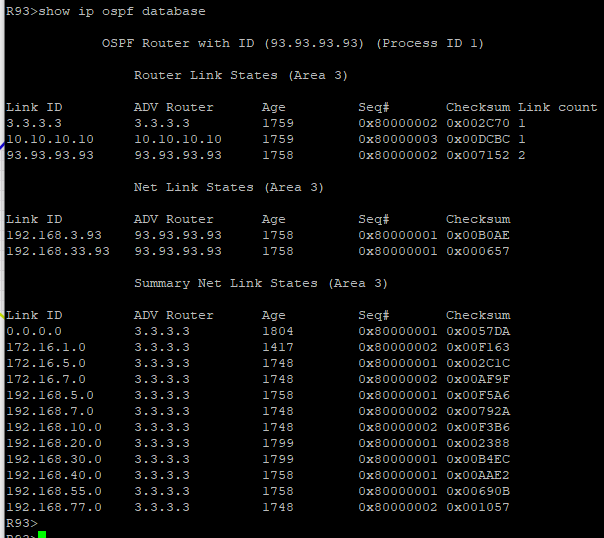 R93>show ip ospf database
OSPF Router with ID (93.93.93.93) (Process ID 1)
Router Link States (Area 3)
Link ID ADV Router Age Seq# Checksum Link count
3.3.3.3 3.3.3.3 1759 0x80000002 0x002C70 1
10.10.10.10 10.10.10.10 1759 0x80000003 0x00DCBC 1
93.93.93.93 93.93.93.93 1758 0x80000002 0x007152 2
Net Link States (Area 3)
Link ID ADV Router Age Seq# Checksum
192.168.3.93 93.93.93.93 1758 0x80000001 0x00B0AE
192.168.33.93 93.93.93.93 1758 0x80000001 0x000657
Summary Net Link States (Area 3)
Link ID ADV Router Age Seq# Checksum
0.0.0.0 3.3.3.3 1804 0x80000001 0x0057DA
172.16.1.0 3.3.3.3 1417 0x80000002 0x00F163
172.16.5.0 3.3.3.3 1748 0x80000001 0x002C1C
172.16.7.0 3.3.3.3 1748 0x80000002 0x00AF9F
192.168.5.0 3.3.3.3 1758 0x80000001 0x00F5A6
192.168.7.0 3.3.3.3 1748 0x80000002 0x00792A
192.168.10.0 3.3.3.3 1748 0x80000002 0x00F3B6
192.168.20.0 3.3.3.3 1799 0x80000001 0x002388
192.168.30.0 3.3.3.3 1799 0x80000001 0x00B4EC
192.168.40.0 3.3.3.3 1758 0x80000001 0x00AAE2
192.168.55.0 3.3.3.3 1758 0x80000001 0x00690B
192.168.77.0 3.3.3.3 1748 0x80000002 0x001057
R93>
R93>